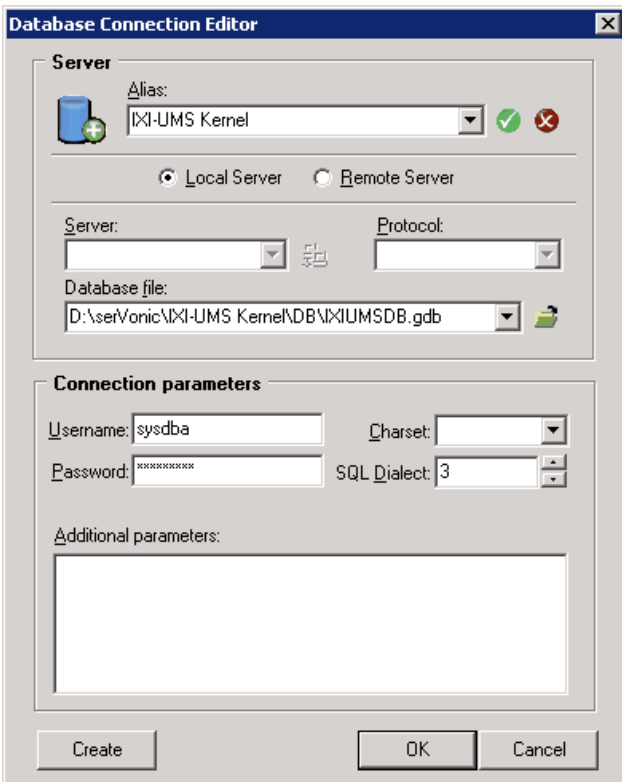 Database Connection Editor
Server
Alias:
IXI-UMS Kernel
Local Server Remote Server
Server: Protocol:
Database file:
D:\serVonic\IXI-UMS Kernel\DB\IXIUMSDB.gdb
Connection parameters
Username: sysdba Charset:
Password: ********* SQL Dialect: 3
Additional parameters:
Create OK Cancel